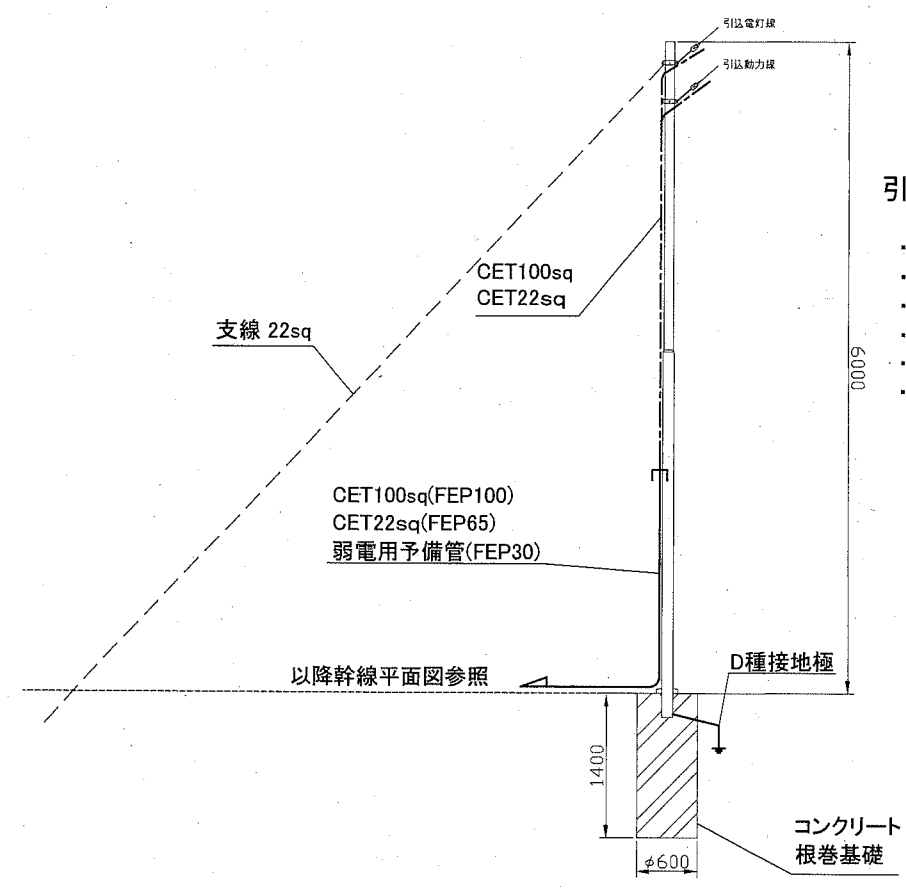 引込電灯線
引込動力線
引
CET100sq
CET22sq
支線 22sq
6000
CET100sq(FEP100)
CET22sq(FEP65)
弱電用予備管(FEP30)
以降幹線平面図参照
D種接地極
1400
コンクリート
根巻基礎
φ600